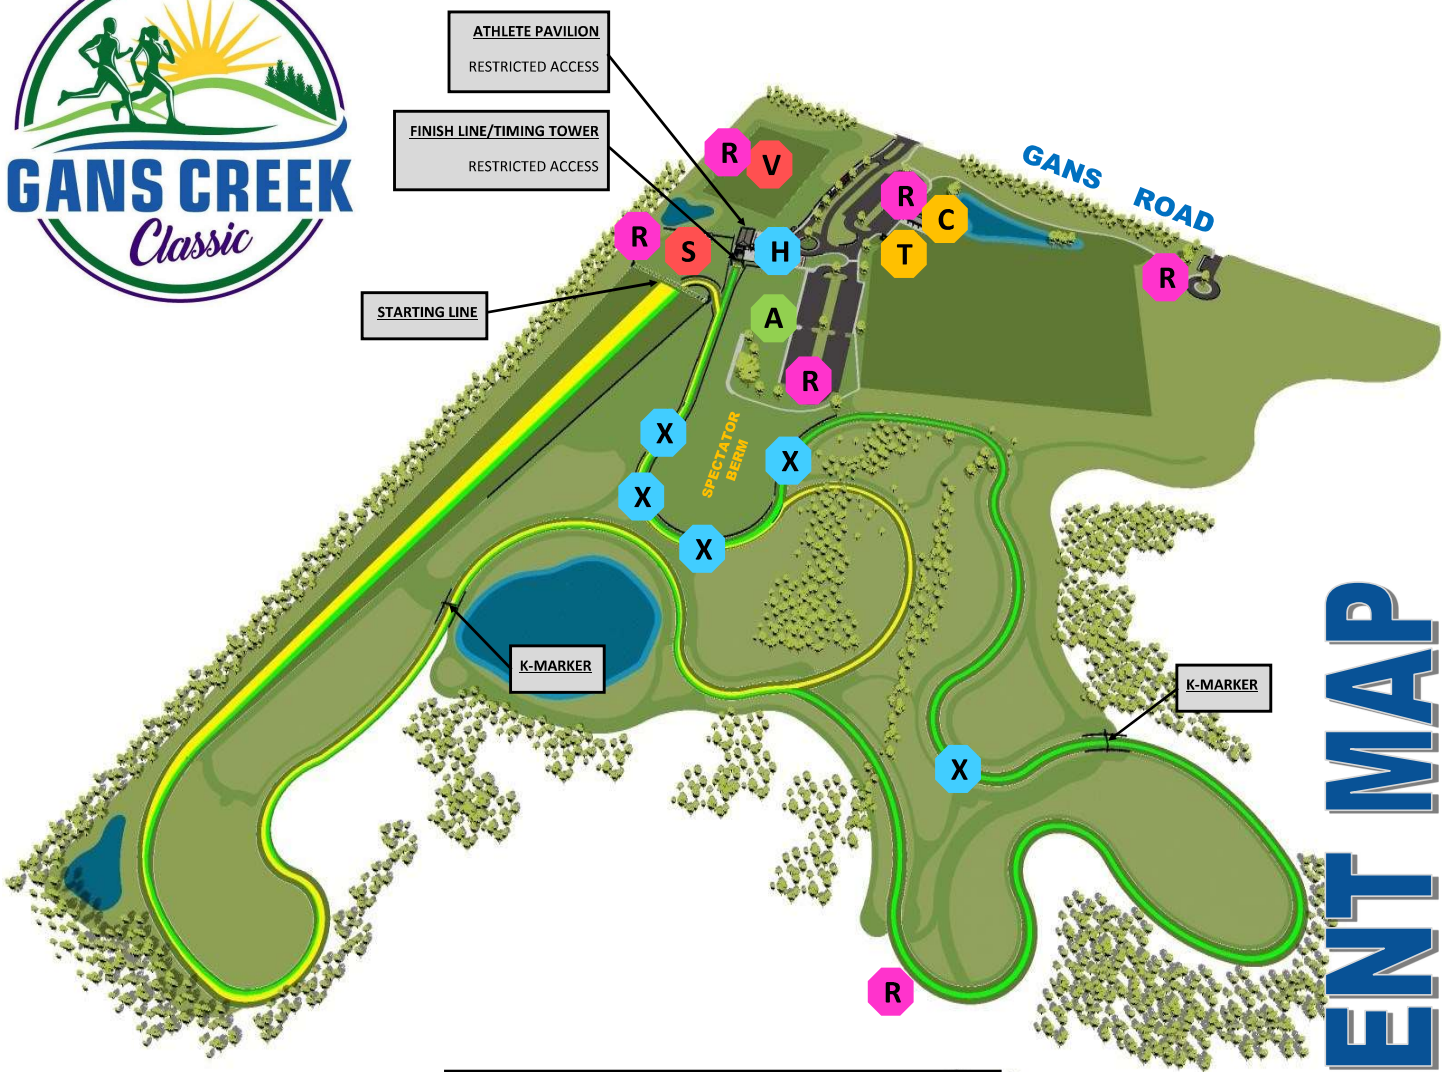 GANS CREEK
Classic
ATHLETE PAVILION
RESTRICTED ACCESS
FINISH LINE/TIMING TOWER
RESTRICTED ACCESS
STARTING LINE
GANS ROAD
R
V
R
C
R
S
H
T
R
A
R
SPECTATOR
BERM
X
X
X
X
K-MARKER
K-MARKER
X
R
ENT MAP